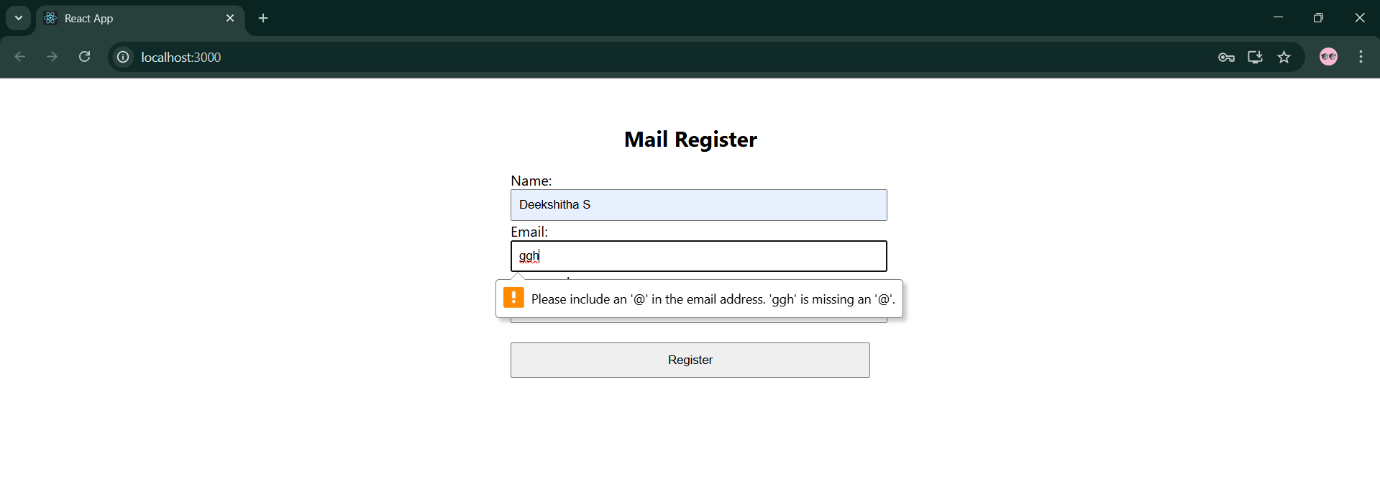 React App
localhost:3000
Mail Register
Name:
Deekshitha S
Email:
ggh
Please include an '@' in the email address. 'ggh' is missing an '@'.
Register